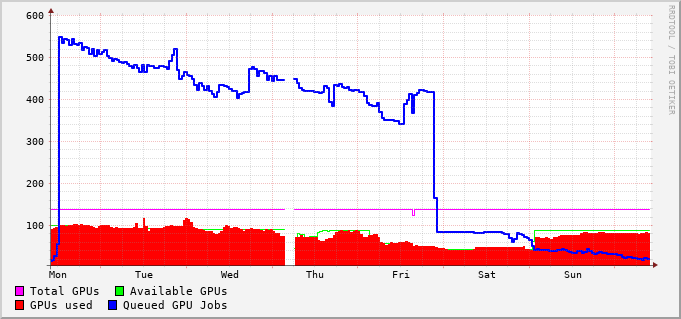 600
500
400
300
200
100
Mon Tue Wed Thu Fri Sat Sun
Total GPUs Available GPUs
GPUs used Queued GPU Jobs
RRDTOOL / TOBI OETIKER